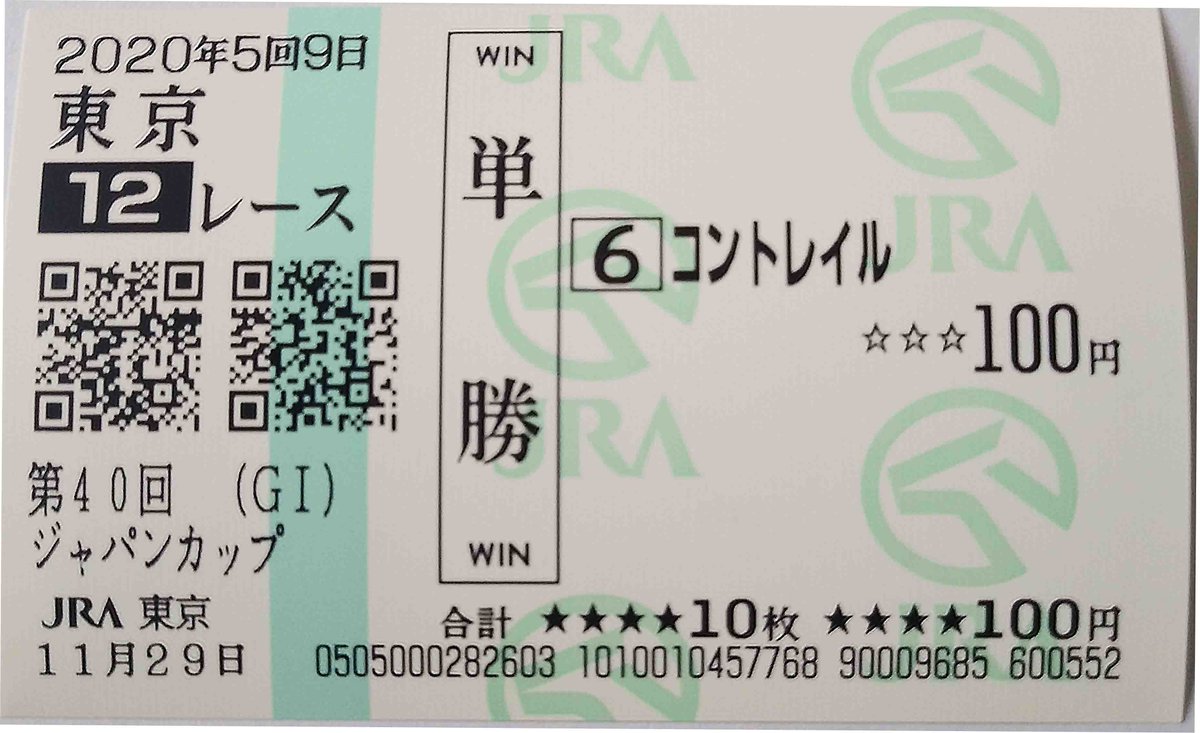 2020年5回9日
東京
12レース
第40回 (GI)
ジャパンカップ
JRA 東京
11月29日
WIN
単勝
WIN
6 コントレイル
☆☆☆100円
合計 ★★★★10枚 ★★★★100円
0505000282603 1010010457768 90009685 600552
JRA
JRA
JRA